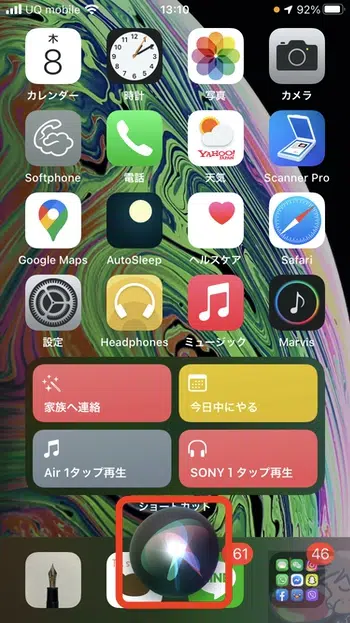 UQ mobile 13:10 92%
木
8
カレンダー 時計 写真 カメラ
YAHOO!
JAPAN
Softphone 電話 天気 Scanner Pro
Google Maps AutoSleep ヘルスケア Safari
設定 Headphones ミュージック Marvis
家族へ連絡 今日中にやる
Air 1タップ再生 SONY 1 タップ再生
ショートカット
61 46